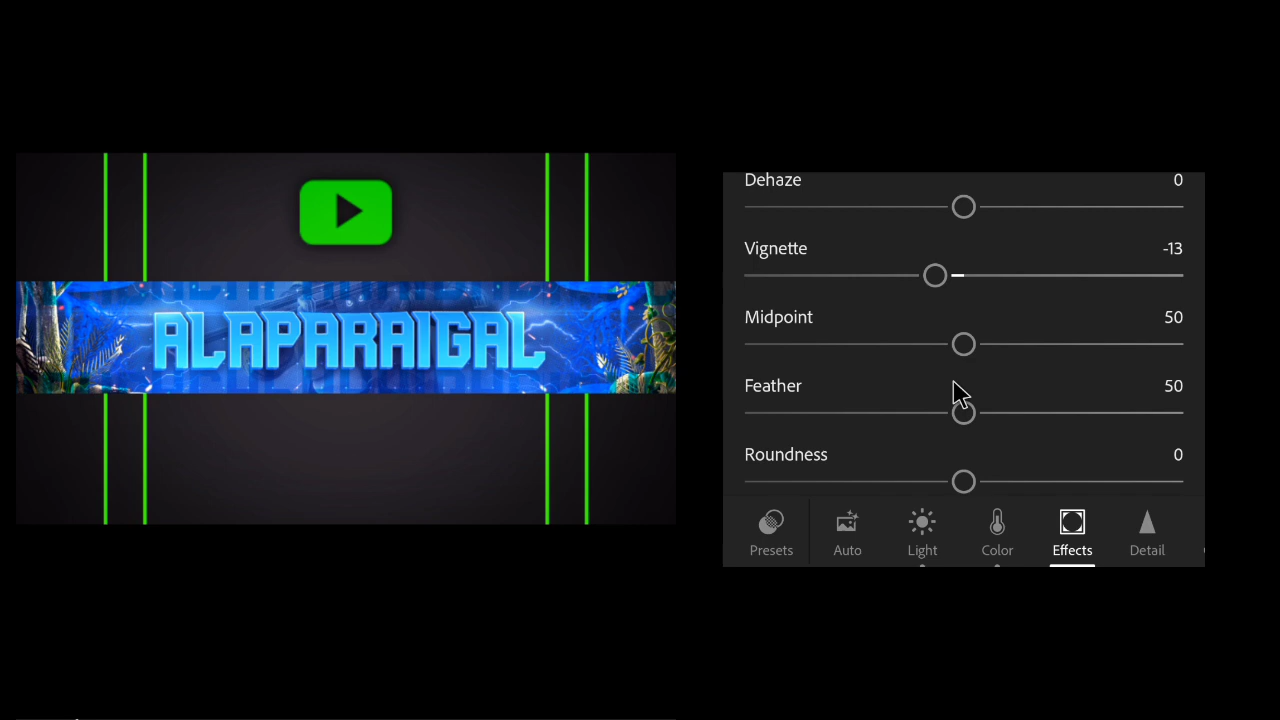 ALAPARAIGAL
Dehaze 0
Vignette -13
Midpoint 50
Feather 50
Roundness 0
Presets Auto Light Color Effects Detail